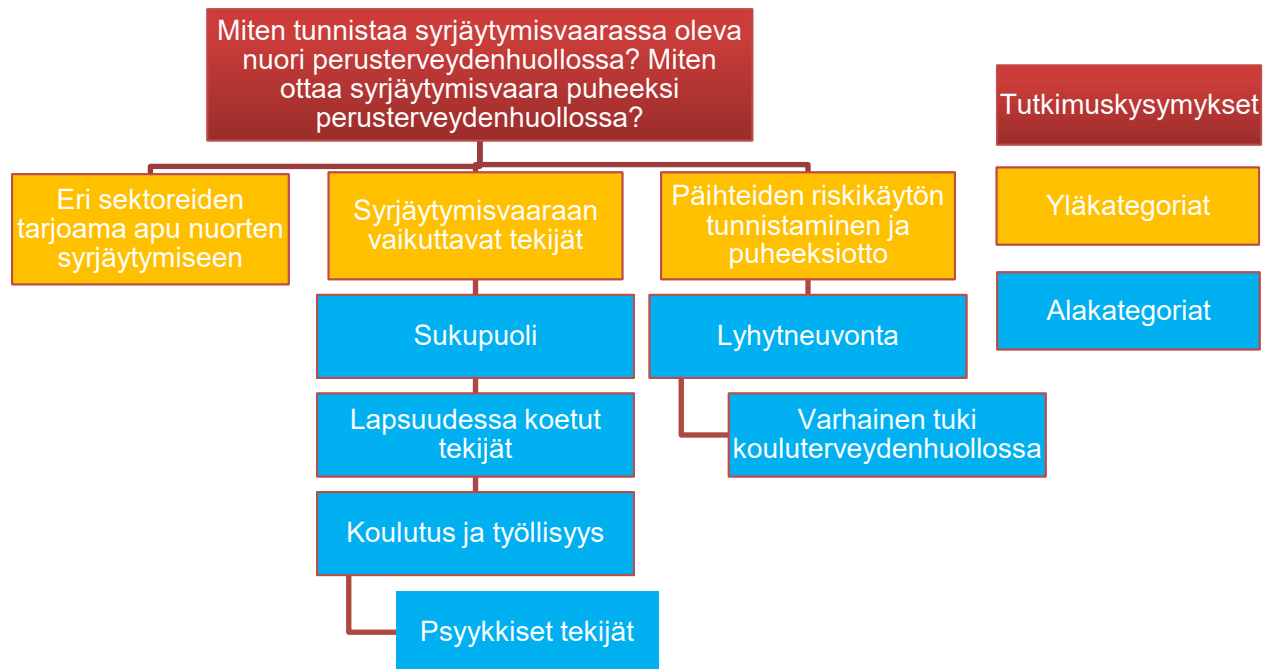 Miten tunnistaa syrjäytymisvaarassa oleva
nuori perusterveydenhuollossa? Miten
ottaa syrjäytymisvaara puheeksi
perusterveydenhuollossa?
Tutkimuskysymykset
Eri sektoreiden
tarjoama apu nuorten
syrjäytymiseen
Syrjäytymisvaaraan
vaikuttavat tekijät
Päihteiden riskikäytön
tunnistaminen ja
puheeksiotto
Yläkategoriat
Sukupuoli
Lyhytneuvonta
Alakategoriat
Lapsuudessa koetut
tekijät
Varhainen tuki
kouluterveydenhuollossa
Koulutus ja työllisyys
Psyykkiset tekijät